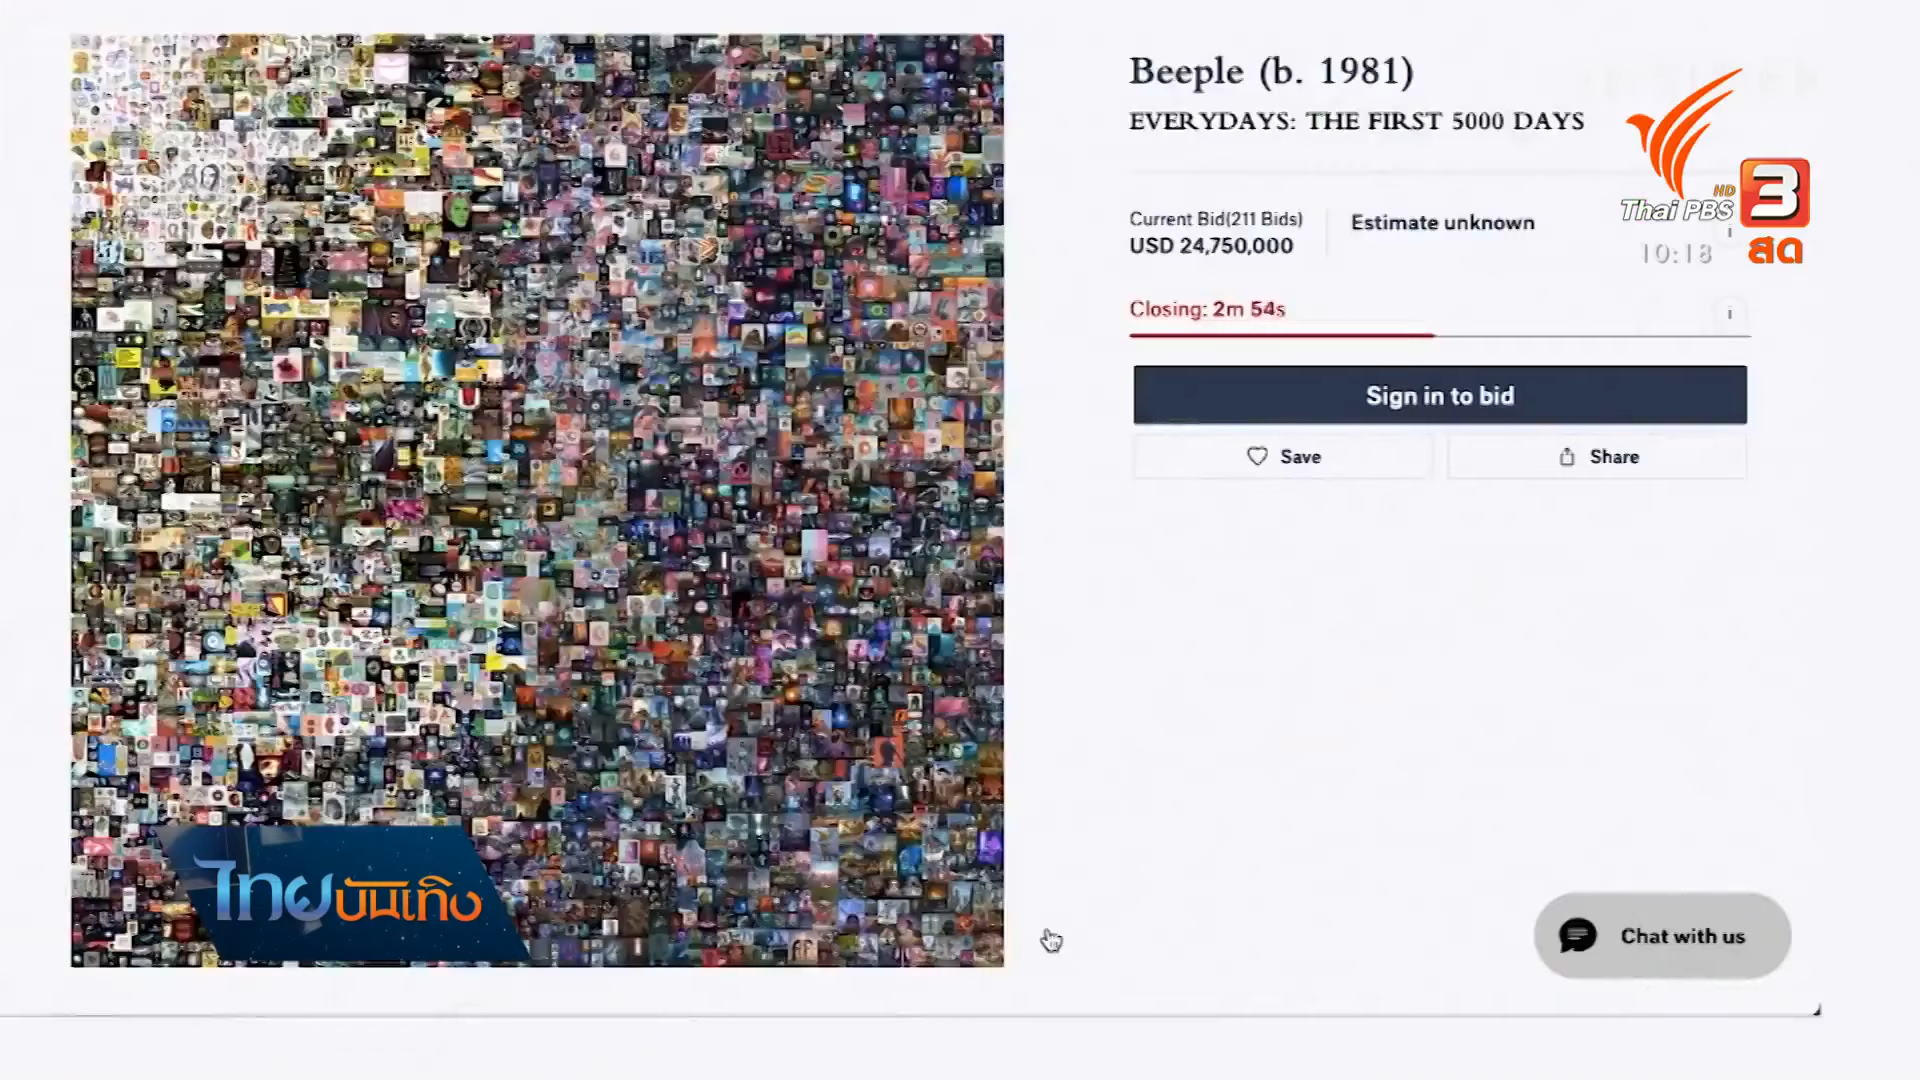 Beeple (b. 1981)
EVERYDAYS: THE FIRST 5000 DAYS
Current Bid(211 Bids)
USD 24,750,000
Estimate unknown
Closing: 2m 54s
Sign in to bid
Save
Share
Chat with us
Thai PBS HD 3
10:18 สด
ไทยบันเทิง